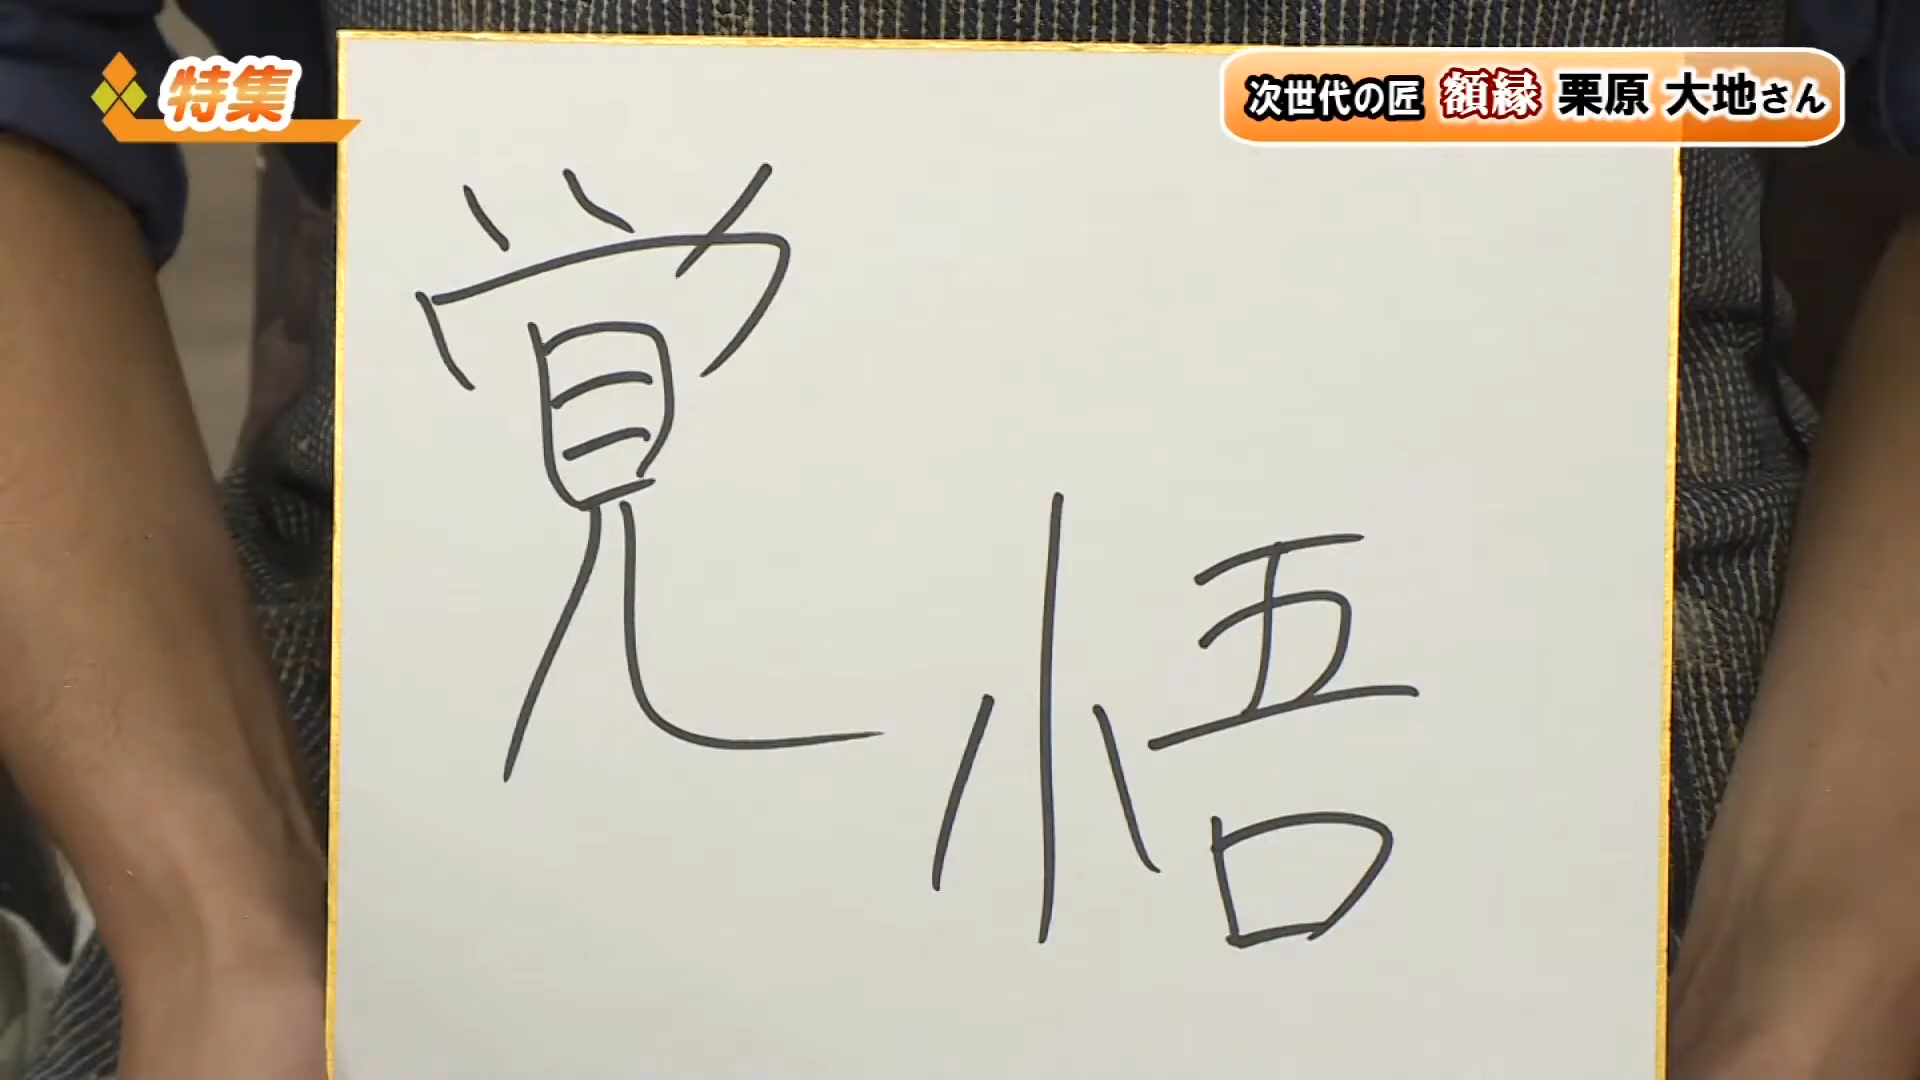 特集
次世代の匠 額縁 栗原 大地さん
覚悟